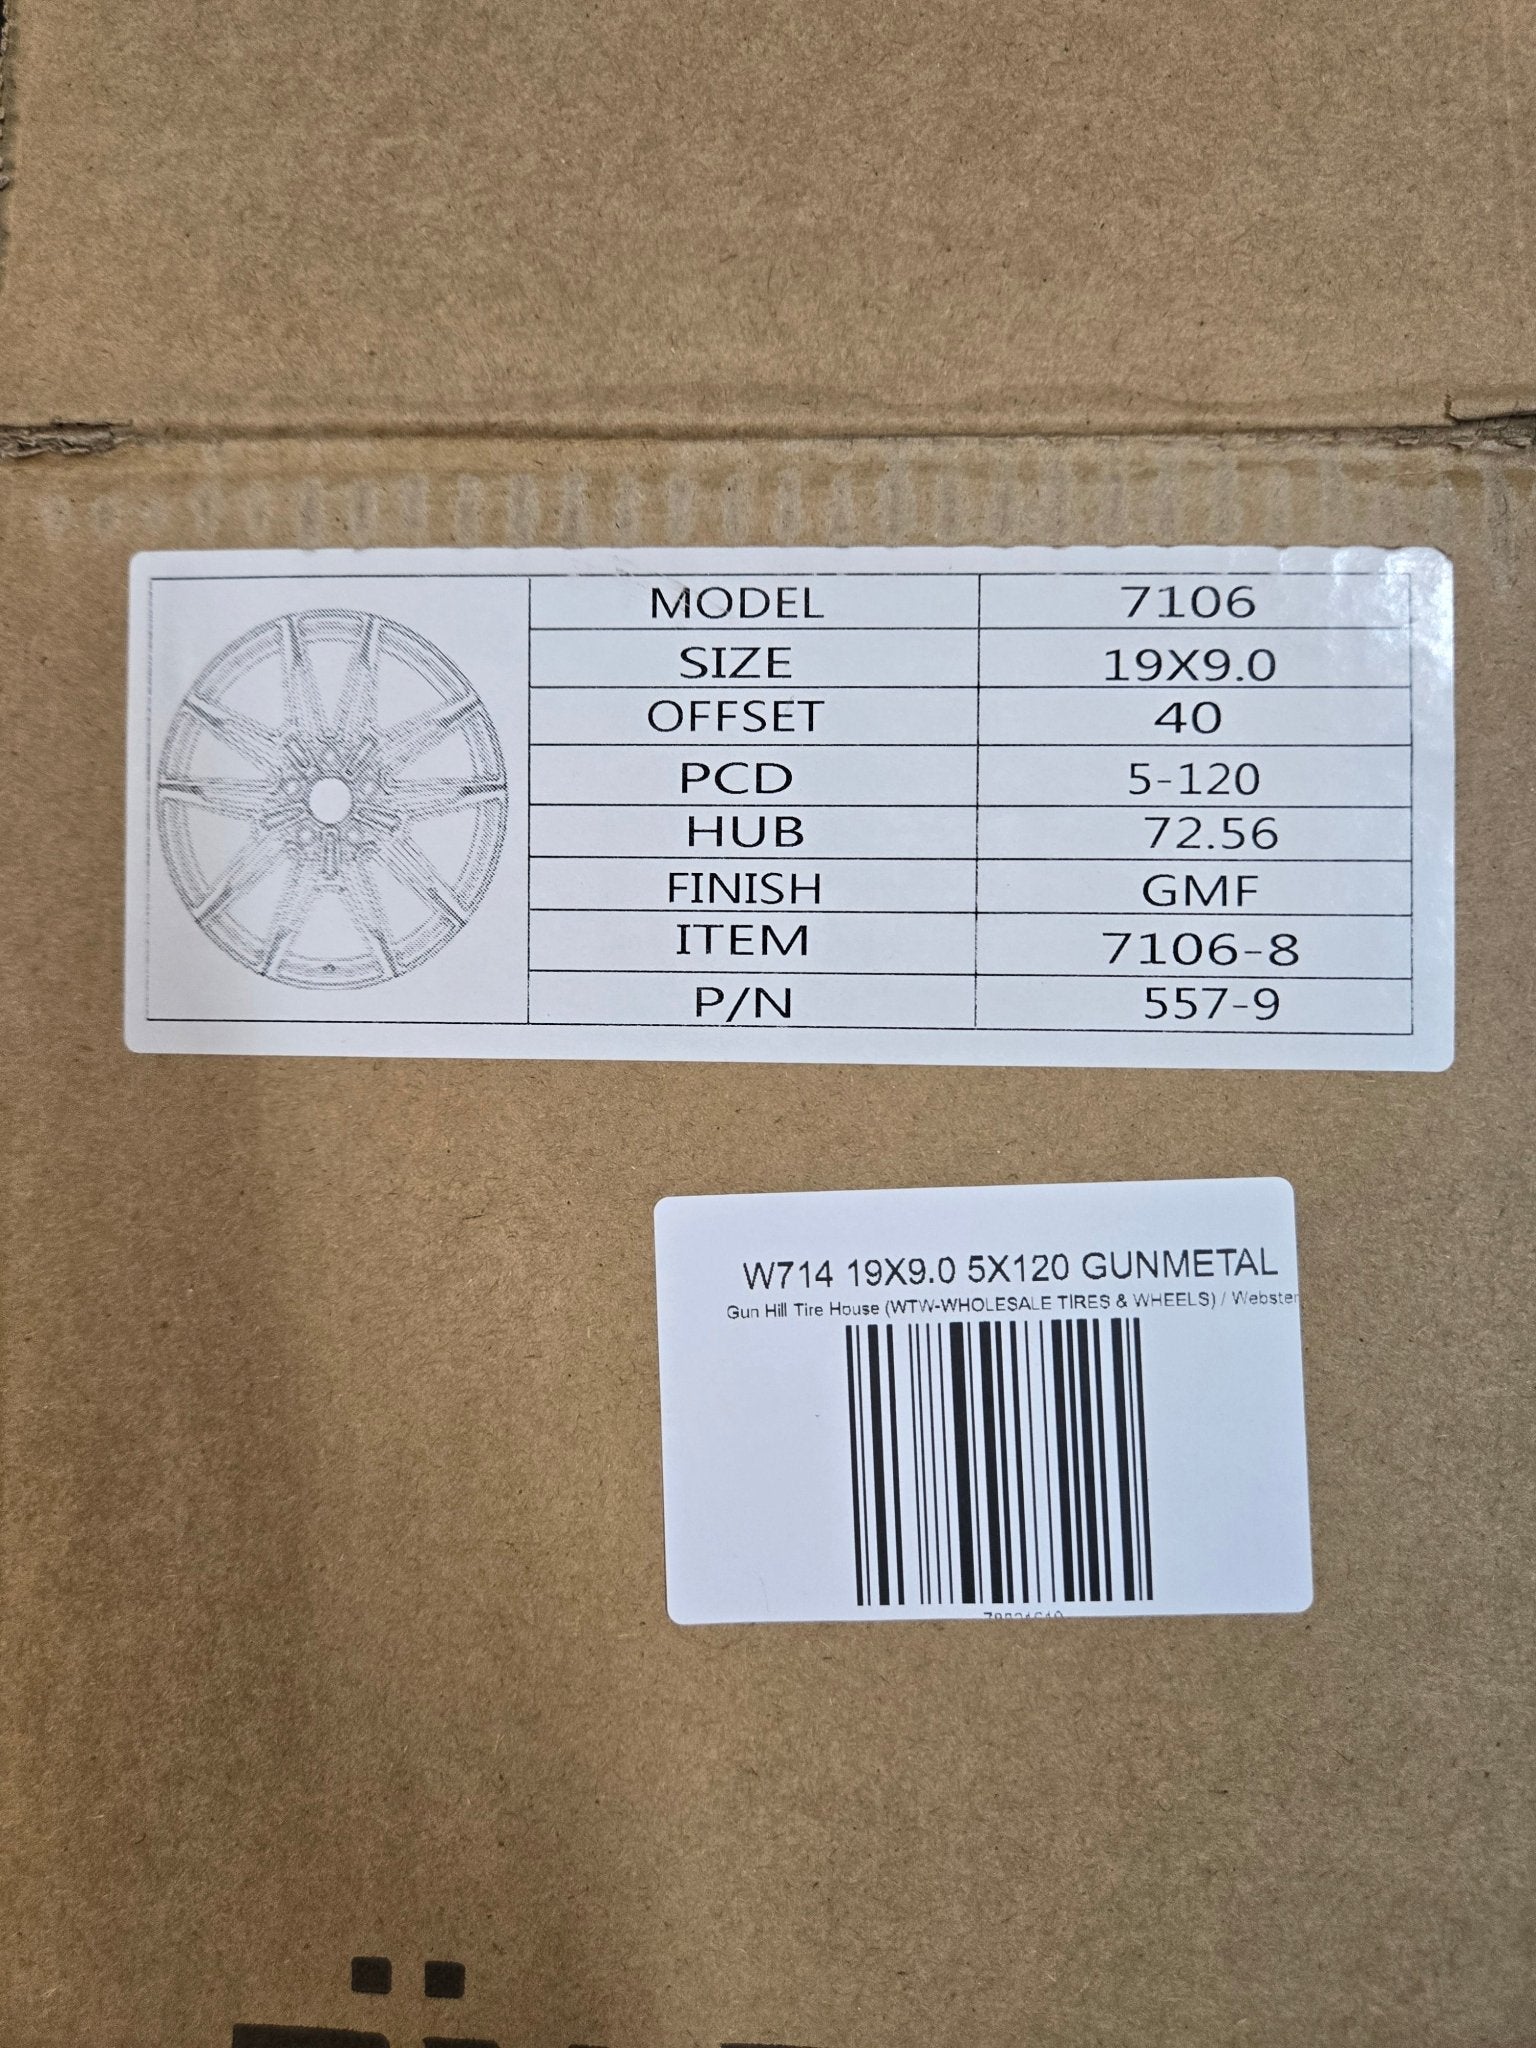 MODEL 7106
SIZE 19X9.0
OFFSET 40
PCD 5-120
HUB 72.56
FINISH GMF
ITEM 7106-8
P/N 557-9
W714 19X9.0 5X120 GUNMETAL
Gun Hill Tire House (WTW-WHOLESALE TIRES & WHEELS) / Webster